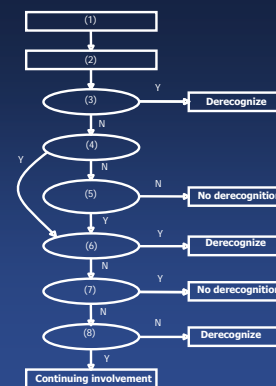 (1)
(2)
(3)
Y
Derecognize
N
(4)
Y
N
(5)
N
No derecognition
Y
(6)
Y
Derecognize
N
(7)
Y
No derecognition
N
(8)
N
Derecognize
Y
Continuing involvement